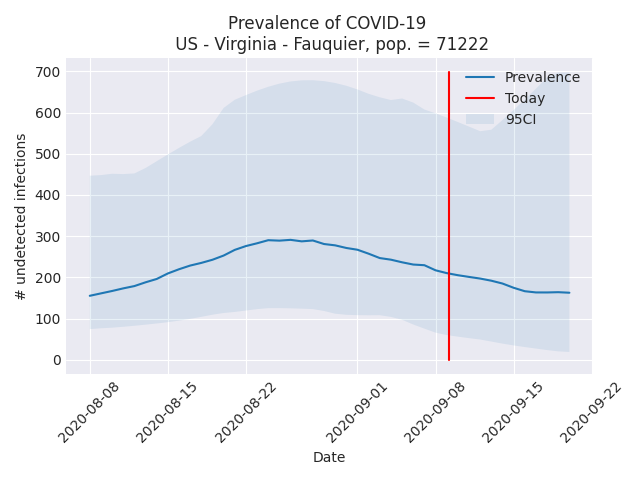 Prevalence of COVID-19
US - Virginia - Fauquier, pop. = 71222
# undetected infections
700
600
500
400
300
200
100
0
Prevalence
Today
95CI
2020-08-08
2020-08-15
2020-08-22
2020-09-01
2020-09-08
2020-09-15
2020-09-22
Date